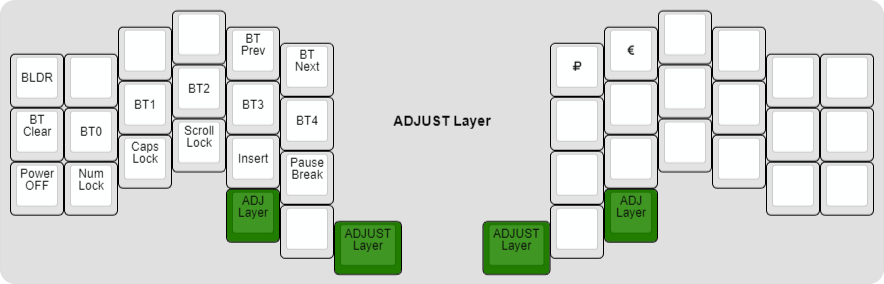 BT
Prev
BT
Next
₽
€
BLDR
BT
Clear
BT0
BT1
BT2
BT3
BT4
ADJUST Layer
Caps
Lock
Scroll
Lock
Insert
Pause
Break
Power
OFF
Num
Lock
ADJ
Layer
ADJUST
Layer
ADJUST
Layer
ADJ
Layer